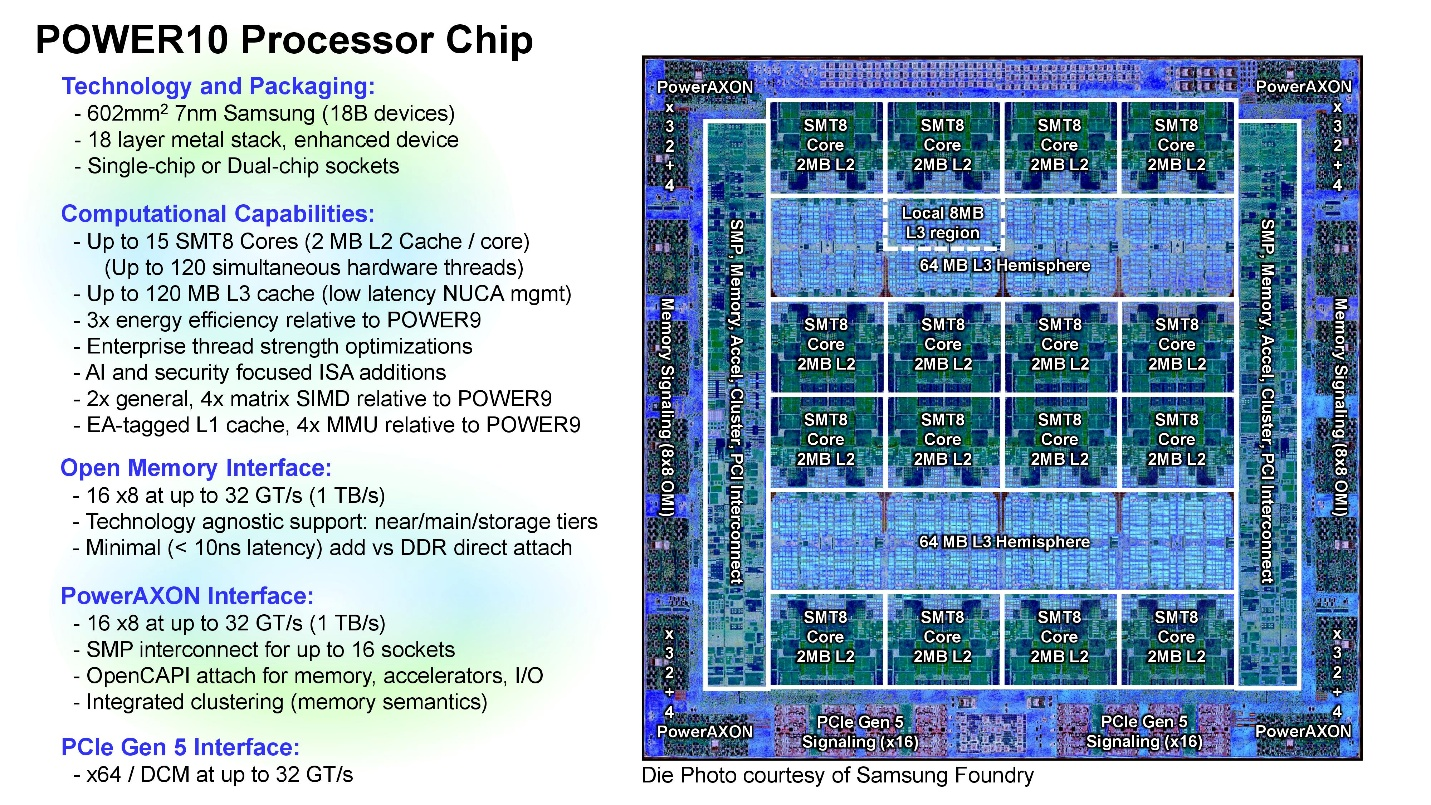 POWER10 Processor Chip
Technology and Packaging:
- 602mm² 7nm Samsung (18B devices)
- 18 layer metal stack, enhanced device
- Single-chip or Dual-chip sockets
Computational Capabilities:
- Up to 15 SMT8 Cores (2 MB L2 Cache / core)
(Up to 120 simultaneous hardware threads)
- Up to 120 MB L3 cache (low latency NUCA mgmt)
- 3x energy efficiency relative to POWER9
- Enterprise thread strength optimizations
- AI and security focused ISA additions
- 2x general, 4x matrix SIMD relative to POWER9
- EA-tagged L1 cache, 4x MMU relative to POWER9
Open Memory Interface:
- 16 x8 at up to 32 GT/s (1 TB/s)
- Technology agnostic support: near/main/storage tiers
- Minimal (< 10ns latency) add vs DDR direct attach
PowerAXON Interface:
- 16 x8 at up to 32 GT/s (1 TB/s)
- SMP interconnect for up to 16 sockets
- OpenCAPI attach for memory, accelerators, I/O
- Integrated clustering (memory semantics)
PCIe Gen 5 Interface:
- x64 / DCM at up to 32 GT/s
PowerAXON
x32+4
PowerAXON
x32+4
Memory Signaling (8x8 OMI)
SMP, Memory, Accel, Cluster, PCI Interconnect
SMT8
Core
2MB L2
SMT8
Core
2MB L2
SMT8
Core
2MB L2
SMT8
Core
2MB L2
Local 8MB
L3 region
64 MB L3 Hemisphere
SMT8
Core
2MB L2
SMT8
Core
2MB L2
SMT8
Core
2MB L2
SMT8
Core
2MB L2
SMT8
Core
2MB L2
SMT8
Core
2MB L2
SMT8
Core
2MB L2
SMT8
Core
2MB L2
64 MB L3 Hemisphere
SMT8
Core
2MB L2
SMT8
Core
2MB L2
SMT8
Core
2MB L2
SMT8
Core
2MB L2
SMP, Memory, Accel, Cluster, PCI Interconnect
Memory Signaling (8x8 OMI)
x32+4
PowerAXON
PCIe Gen 5
Signaling (x16)
PCIe Gen 5
Signaling (x16)
x32+4
PowerAXON
Die Photo courtesy of Samsung Foundry